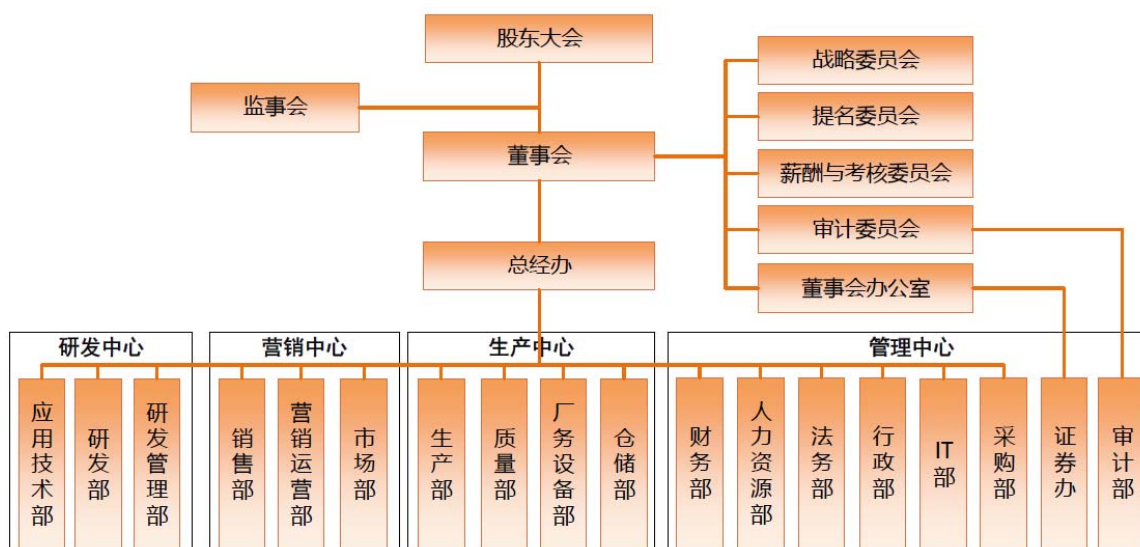 股东大会
监事会
董事会
总经办
战略委员会
提名委员会
薪酬与考核委员会
审计委员会
董事会办公室
研发中心
应用技术部
研发部
研发管理部
营销中心
销售部
营销运营部
市场部
生产中心
生产部
质量部
厂务设备部
仓储部
管理中心
财务部
人力资源部
法务部
行政部
IT部
采购部
证券办
审计部